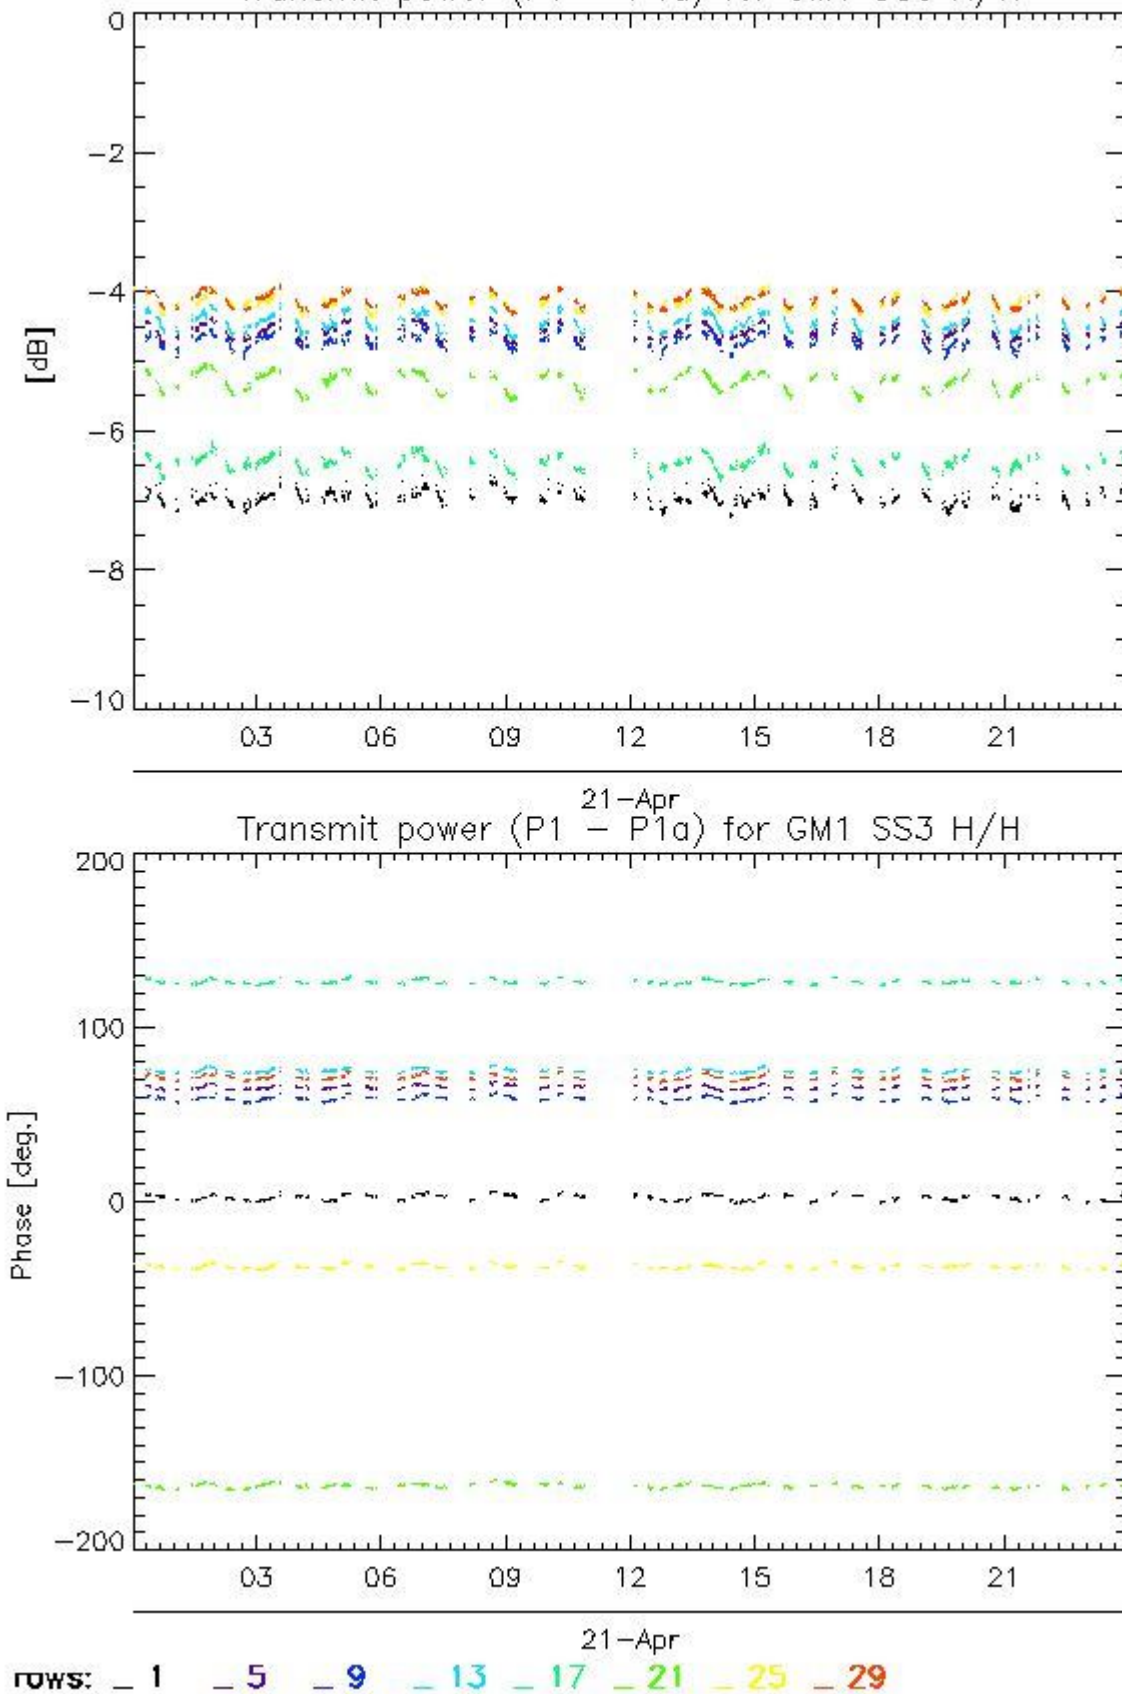 0
−2
−4
[dB]
−6
−8
−10
03 06 09 12 15 18 21
21−Apr
Transmit power (P1 − P1a) for GM1 SS3 H/H
200
100
Phase [deg.]
0
−100
−200
03 06 09 12 15 18 21
21−Apr
rows: _ 1 _ 5 _ 9 _ 13 _ 17 _ 21 _ 25 _ 29